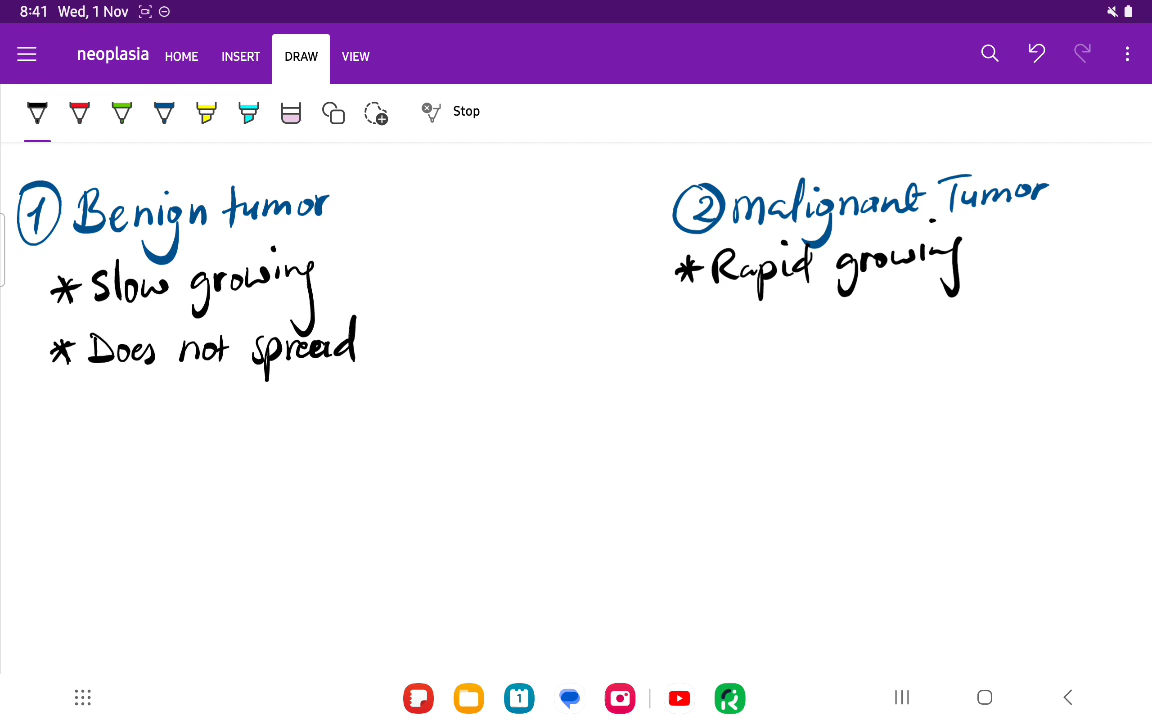 8:41 Wed, 1 Nov
neoplasia HOME INSERT DRAW VIEW
Stop
1 Benign tumor
* Slow growing
* Does not spread
2 malignant Tumor
* Rapid growing
1